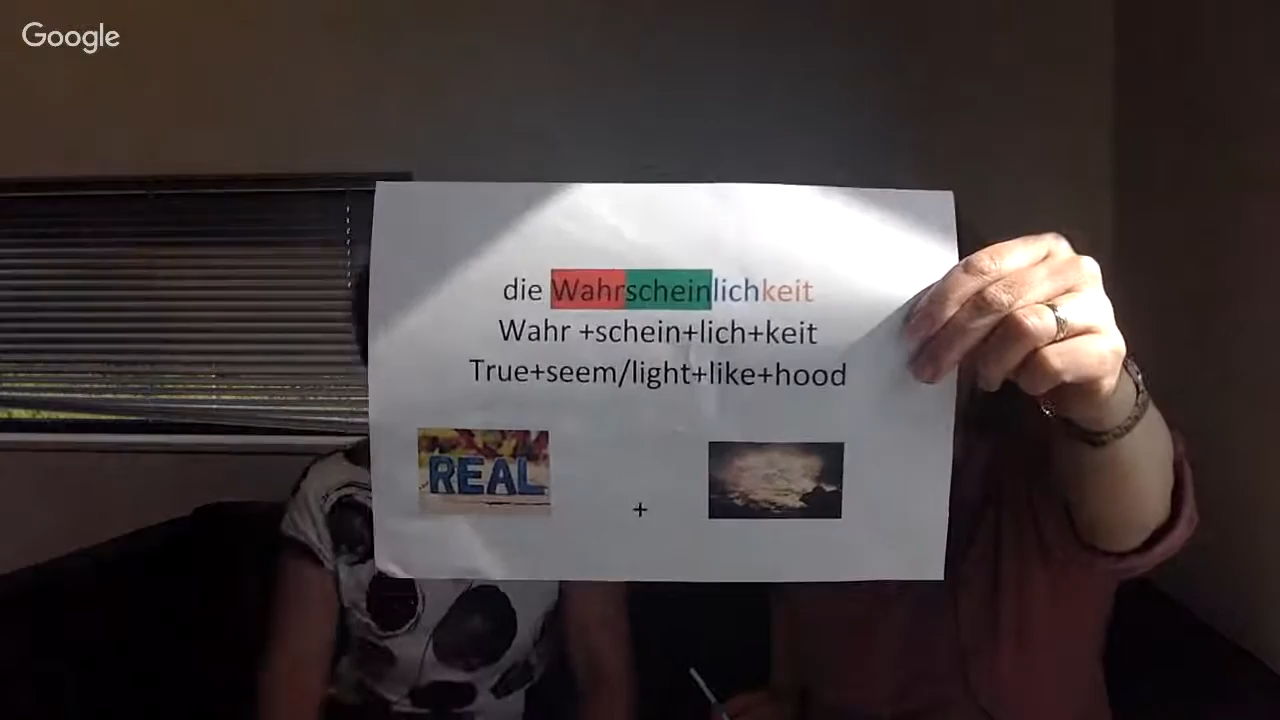 Google
die Wahrscheinlichkeit
Wahr +schein+lich+keit
True+seem/light+like+hood
REAL
+